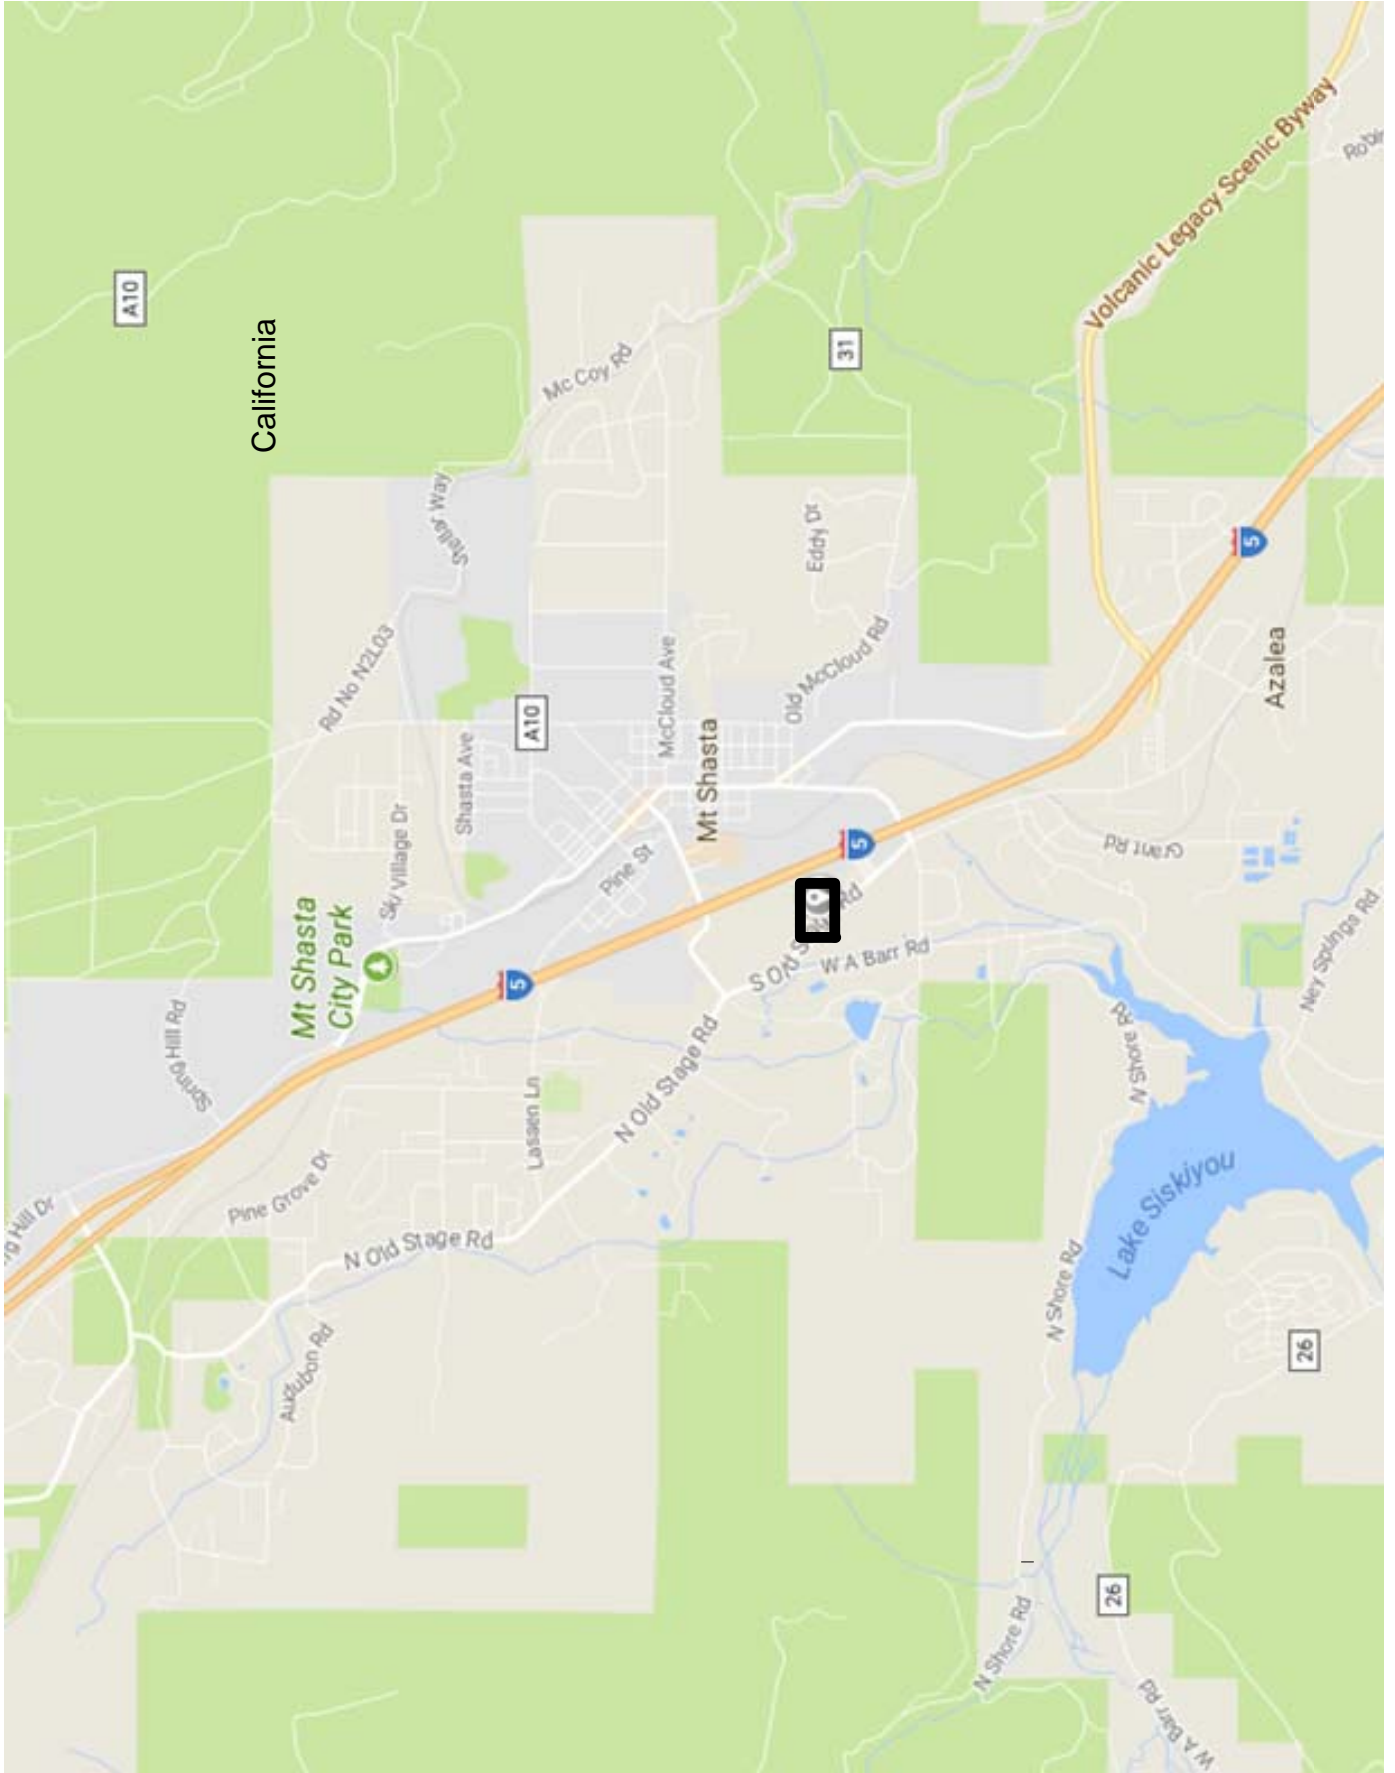 A10
California
Volcanic Legacy Scenic Byway
Mc Coy Rd
31
Shellar Way
Eddy Dr
5
Rd No N2L03
McCloud Ave
Old McCloud Rd
Azalea
A10
Shasta Ave
Mt Shasta
Ski Village Dr
Pine St
5
Grant Rd
Mt Shasta
City Park
5
S Old S
Rd
W A Barr Rd
Ney Springs Rd
Spring Hill Rd
N Old Stage Rd
N Shore Rd
Lassen Ln
Pine Grove Dr
Hill Dr
N Old Stage Rd
Lake Siskiyou
N Shore Rd
Audubon Rd
26
26
N Shore Rd
W A Barr Rd